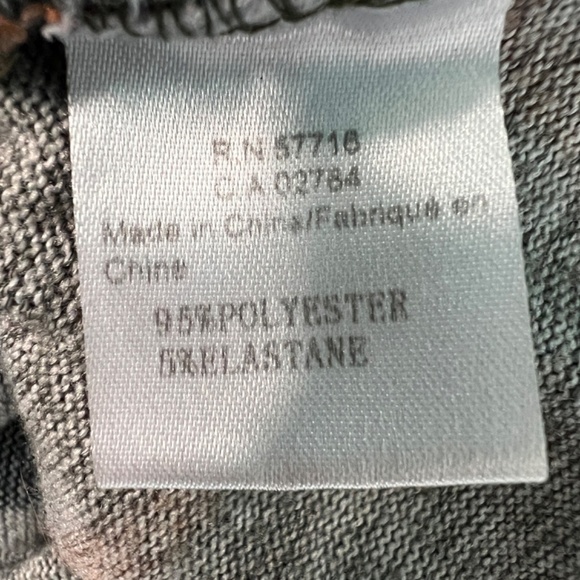 R.N.57716
C.A.02764
Made in China/Fabriqué en
Chine
95%POLYESTER
5%ELASTANE